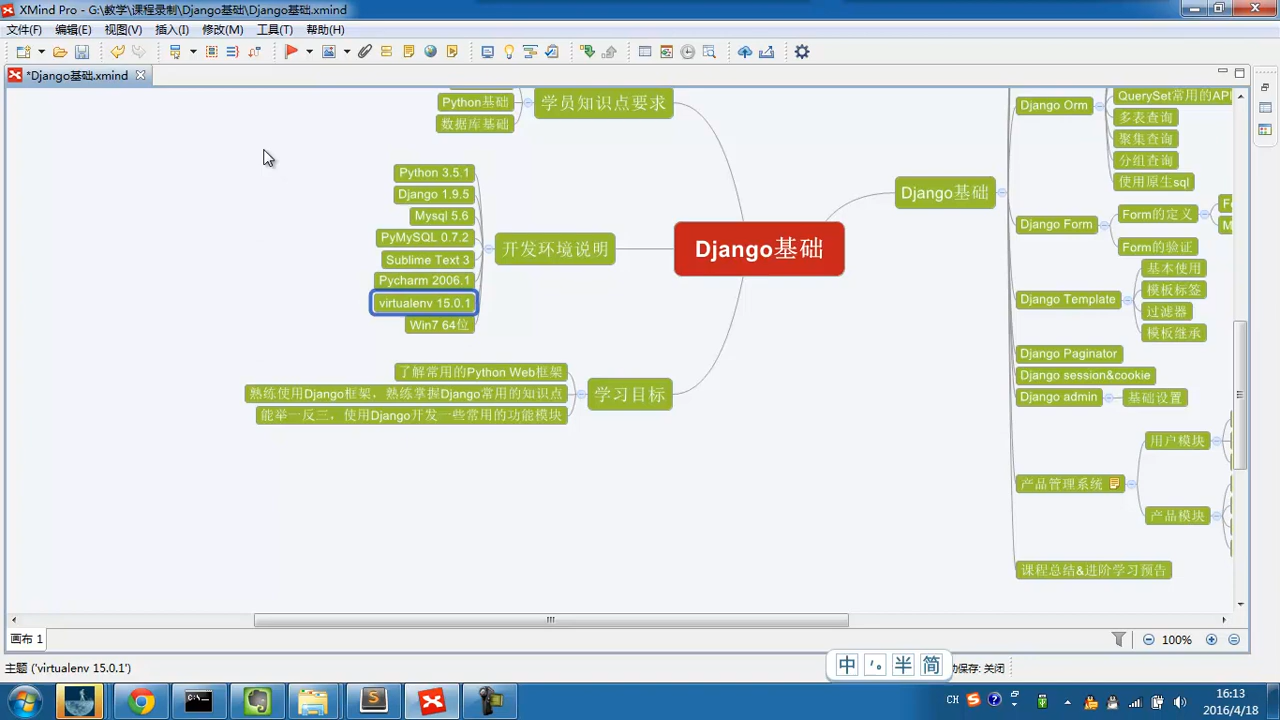 XMind Pro - G:\教学\课程录制\Django基础\Django基础.xmind
文件(F) 编辑(E) 视图(V) 插入(I) 修改(M) 工具(T) 帮助(H)
*Django基础.xmind
Python基础
数据库基础
学员知识点要求
Python 3.5.1
Django 1.9.5
Mysql 5.6
PyMySQL 0.7.2
Sublime Text 3
Pycharm 2006.1
virtualenv 15.0.1
Win7 64位
开发环境说明
了解常用的Python Web框架
熟练使用Django框架，熟练掌握Django常用的知识点
能举一反三，使用Django开发一些常用的功能模块
学习目标
Django基础
Django基础
Django Orm
QuerySet常用的API
多表查询
聚集查询
分组查询
使用原生sql
Django Form
Form的定义
Form的验证
Django Template
基本使用
模板标签
过滤器
模板继承
Django Paginator
Django session&cookie
Django admin
基础设置
产品管理系统
用户模块
产品模块
课程总结&进阶学习预告
画布 1
100%
主题 ('virtualenv 15.0.1')
中 半 简
保存: 关闭
CH
16:13
2016/4/18